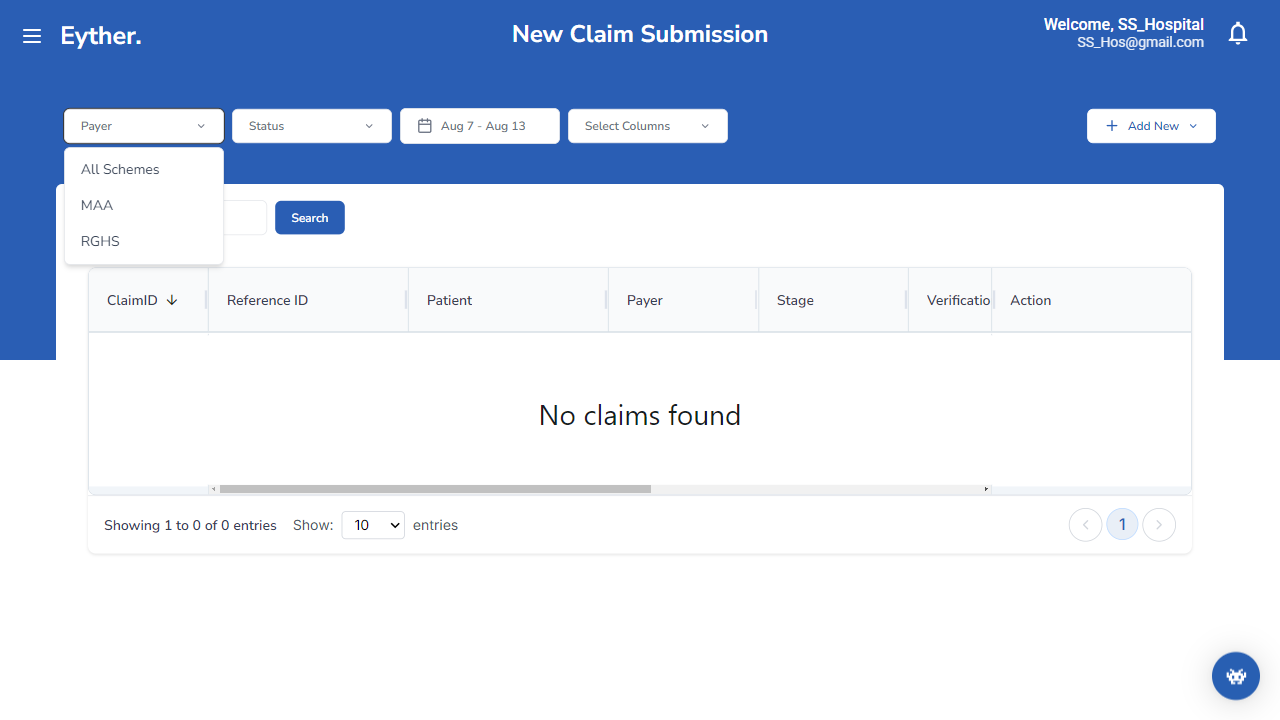 Eyther.
New Claim Submission
Welcome, SS_Hospital
SS_Hos@gmail.com
Payer
Status
Aug 7 - Aug 13
Select Columns
Add New
All Schemes
MAA
RGHS
Search
ClaimID
Reference ID
Patient
Payer
Stage
Verificatio
Action
No claims found
Showing 1 to 0 of 0 entries
Show:
10
entries
1